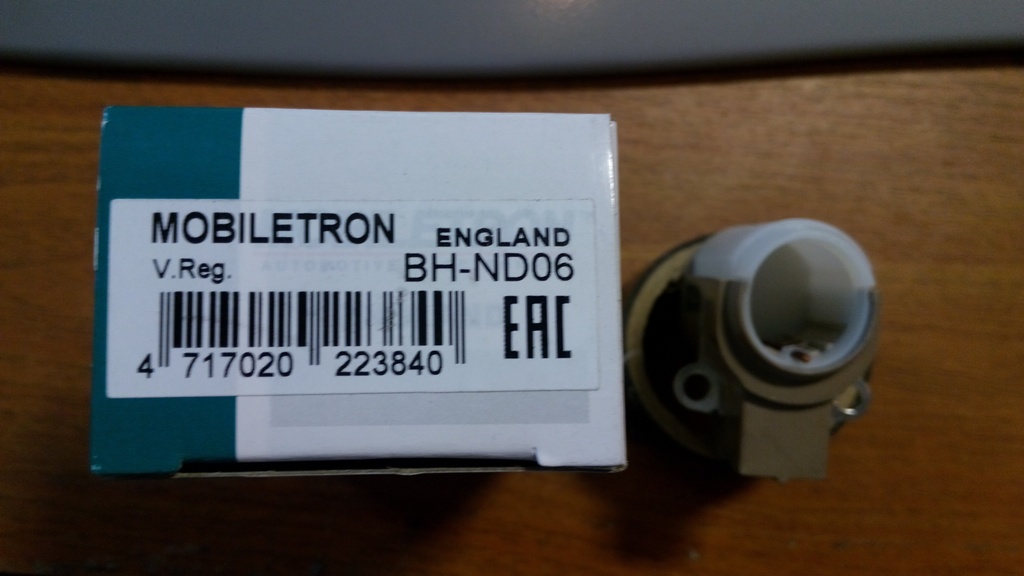 MOBILETRON ENGLAND
V.Reg. BH-ND06
EAC
4 717020 223840